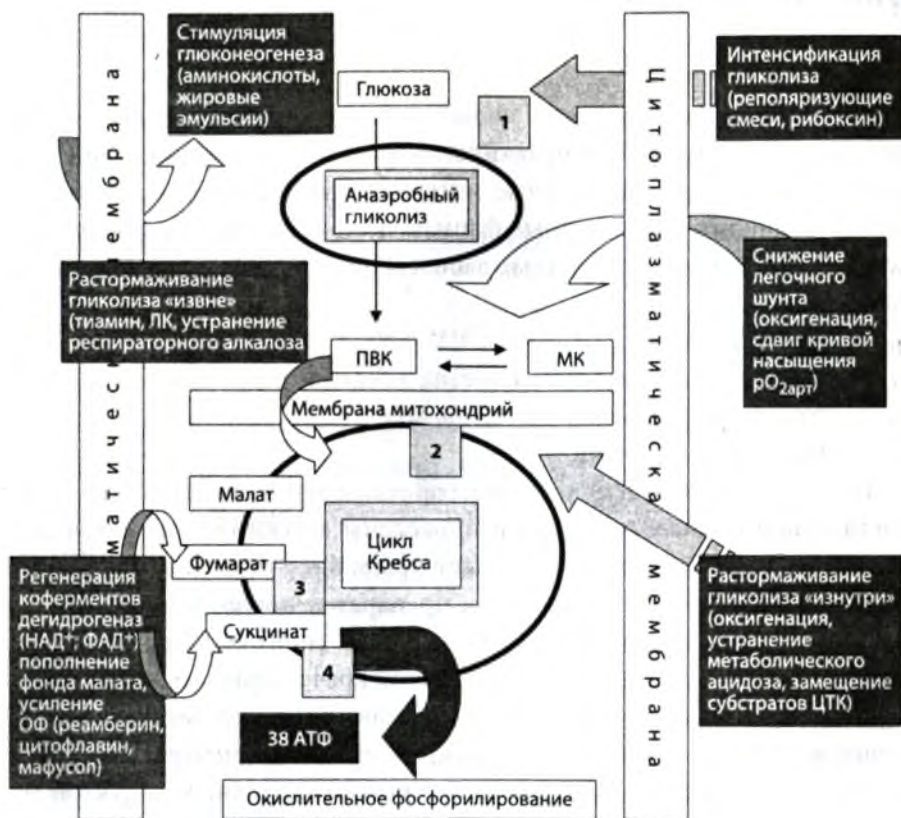 Стимуляция
глюконеогенеза
(аминокислоты,
жировые
эмульсии)
Глюкоза
1
Интенсификация
гликолиза
(реполяризующие
смеси, рибоксин)
Анаэробный
гликолиз
Цитоплазматическая мембрана
матическ мембрана
Растормаживание
гликолиза «извне»
(тиамин, ЛК, устранение
респираторного алкалоза
Снижение
легочного
шунта
(оксигенация,
сдвиг кривой
насыщения
pO2арт)
ПВК
МК
Мембрана митохондрий
2
Малат
Цикл
Кребса
Фумарат
3
Сукцинат
4
Регенерация
коферментов
дегидрогеназ
(НАД+, ФАД+)
пополнение
фонда малата,
усиление
ОФ (реамберин,
цитофлавин,
мафусол)
Растормаживание
гликолиза «изнутри»
(оксигенация,
устранение
метаболического
ацидоза, замещение
субстратов ЦТК)
38 АТФ
Окислительное фосфорилирование